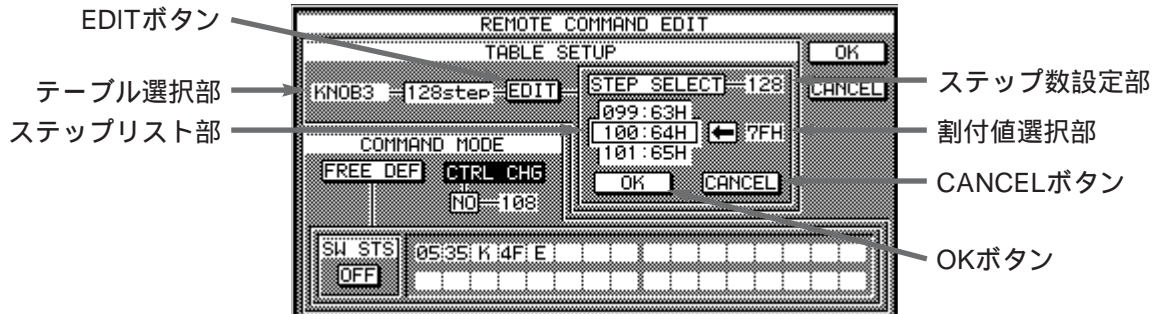 EDITボタン
テーブル選択部
ステップリスト部
REMOTE COMMAND EDIT
TABLE SETUP
KNOB3 128step EDIT
STEP SELECT 128
099:63H
100:64H ← 7FH
101:65H
OK CANCEL
OK
CANCEL
COMMAND MODE
FREE DEF CTRL CHG
NO 108
SW STS
OFF
05 35 K 4F E
ステップ数設定部
割付値選択部
CANCELボタン
OKボタン